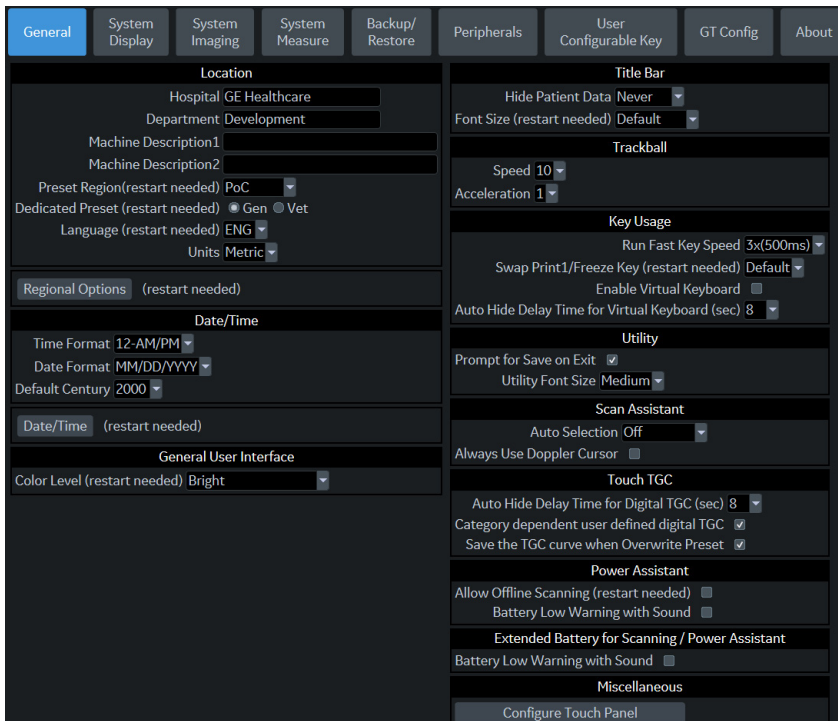 General
System
Display
System
Imaging
System
Measure
Backup/
Restore
Peripherals
User
Configurable Key
GT Config
About
Location
Hospital GE Healthcare
Department Development
Machine Description1
Machine Description2
Preset Region(restart needed) PoC
Dedicated Preset (restart needed) Gen Vet
Language (restart needed) ENG
Units Metric
Regional Options (restart needed)
Date/Time
Time Format 12-AM/PM
Date Format MM/DD/YYYY
Default Century 2000
Date/Time (restart needed)
General User Interface
Color Level (restart needed) Bright
Title Bar
Hide Patient Data Never
Font Size (restart needed) Default
Trackball
Speed 10
Acceleration 1
Key Usage
Run Fast Key Speed 3x(500ms)
Swap Print1/Freeze Key (restart needed) Default
Enable Virtual Keyboard
Auto Hide Delay Time for Virtual Keyboard (sec) 8
Utility
Prompt for Save on Exit
Utility Font Size Medium
Scan Assistant
Auto Selection Off
Always Use Doppler Cursor
Touch TGC
Auto Hide Delay Time for Digital TGC (sec) 8
Category dependent user defined digital TGC
Save the TGC curve when Overwrite Preset
Power Assistant
Allow Offline Scanning (restart needed)
Battery Low Warning with Sound
Extended Battery for Scanning / Power Assistant
Battery Low Warning with Sound
Miscellaneous
Configure Touch Panel